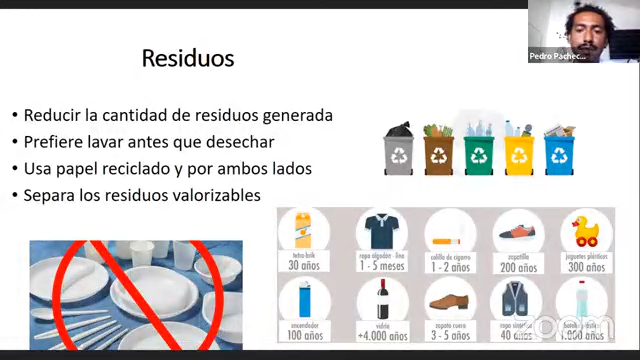 Pedro Pachec...
Residuos
• Reducir la cantidad de residuos generada
• Prefiere lavar antes que desechar
• Usa papel reciclado y por ambos lados
• Separa los residuos valorizables
tetra-brik
30 años
ropa algodón - lino
1 - 5 meses
colilla de cigarro
1 - 2 años
zapatilla
200 años
juguetes plásticos
300 años
encendedor
100 años
vidrio
+4.000 años
zapato cuero
3 - 5 años
40 años
1.000 años
zoom